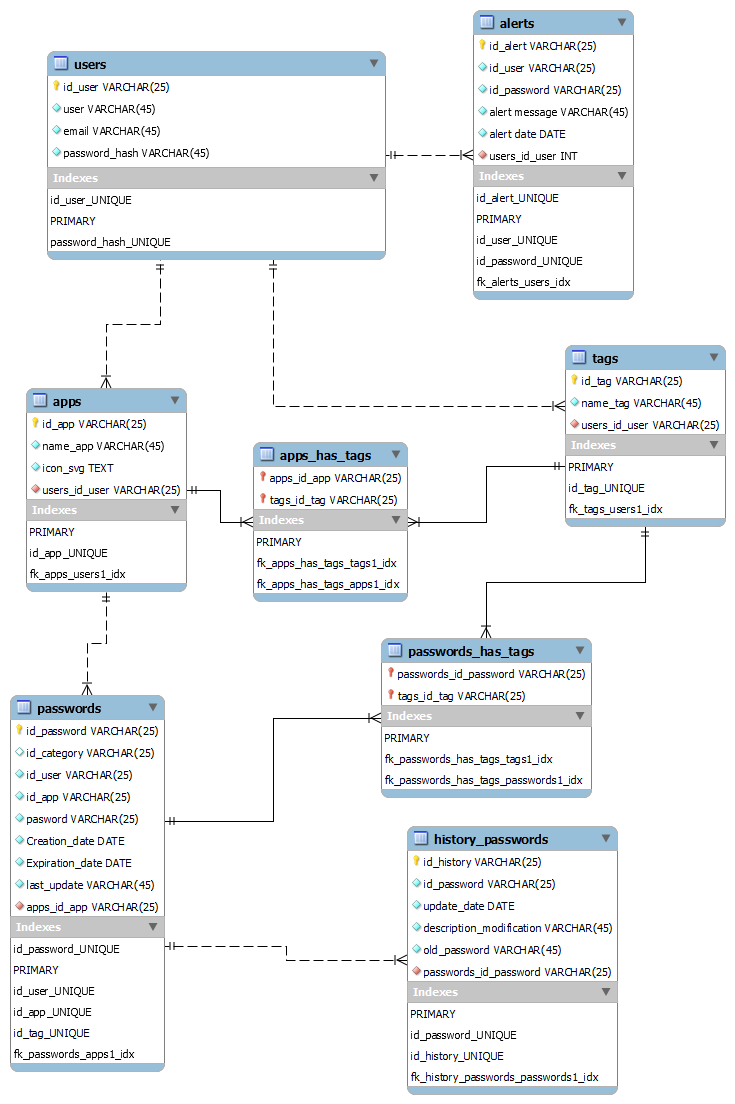 alerts
id_alert VARCHAR(25)
id_user VARCHAR(25)
id_password VARCHAR(25)
alert message VARCHAR(45)
alert date DATE
users_id_user INT
Indexes
id_alert_UNIQUE
PRIMARY
id_user_UNIQUE
id_password_UNIQUE
fk_alerts_users_idx
users
id_user VARCHAR(25)
user VARCHAR(45)
email VARCHAR(45)
password_hash VARCHAR(45)
Indexes
id_user_UNIQUE
PRIMARY
password_hash_UNIQUE
tags
id_tag VARCHAR(25)
name_tag VARCHAR(45)
users_id_user VARCHAR(25)
Indexes
PRIMARY
id_tag_UNIQUE
fk_tags_users1_idx
apps
id_app VARCHAR(25)
name_app VARCHAR(45)
icon_svg TEXT
users_id_user VARCHAR(25)
Indexes
PRIMARY
id_app_UNIQUE
fk_apps_users1_idx
apps_has_tags
apps_id_app VARCHAR(25)
tags_id_tag VARCHAR(25)
Indexes
PRIMARY
fk_apps_has_tags_tags1_idx
fk_apps_has_tags_apps1_idx
passwords_has_tags
passwords_id_password VARCHAR(25)
tags_id_tag VARCHAR(25)
Indexes
PRIMARY
fk_passwords_has_tags_tags1_idx
fk_passwords_has_tags_passwords1_idx
passwords
id_password VARCHAR(25)
id_category VARCHAR(25)
id_user VARCHAR(25)
id_app VARCHAR(25)
pasword VARCHAR(25)
Creation_date DATE
Expiration_date DATE
last_update VARCHAR(45)
apps_id_app VARCHAR(25)
Indexes
id_password_UNIQUE
PRIMARY
id_user_UNIQUE
id_app_UNIQUE
id_tag_UNIQUE
fk_passwords_apps1_idx
history_passwords
id_history VARCHAR(25)
id_password VARCHAR(25)
update_date DATE
description_modification VARCHAR(45)
old_password VARCHAR(45)
passwords_id_password VARCHAR(25)
Indexes
PRIMARY
id_password_UNIQUE
id_history_UNIQUE
fk_history_passwords_passwords1_idx